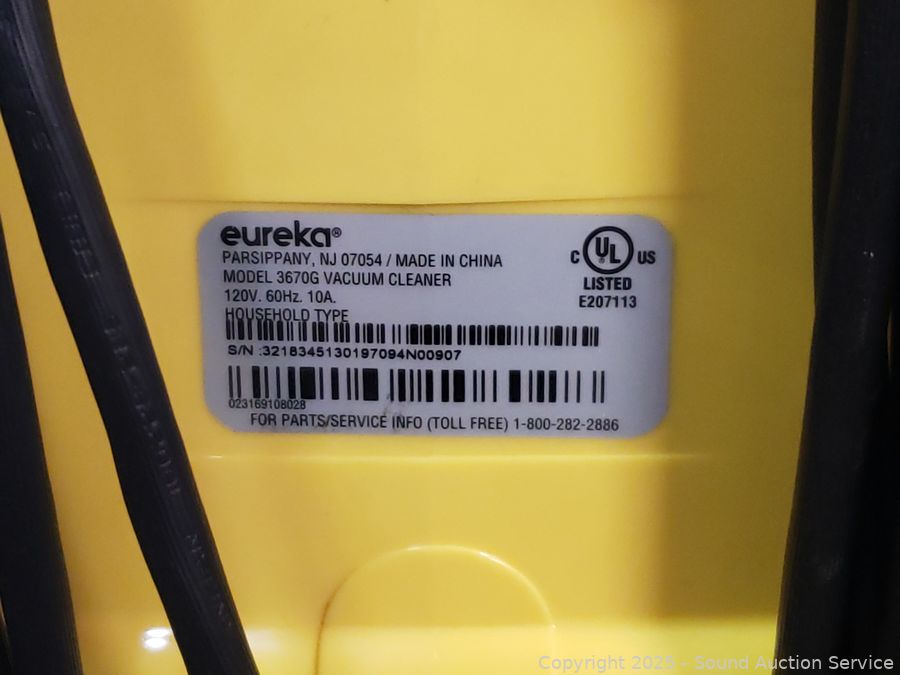 eureka®
PARSIPPANY, NJ 07054 / MADE IN CHINA
MODEL 3670G VACUUM CLEANER
120V. 60Hz. 10A.
HOUSEHOLD TYPE
C UL US
LISTED
E207113
S/N :3218345130197094N00907
023169108028
FOR PARTS/SERVICE INFO (TOLL FREE) 1-800-282-2886
Copyright 2025 - Sound Auction Service